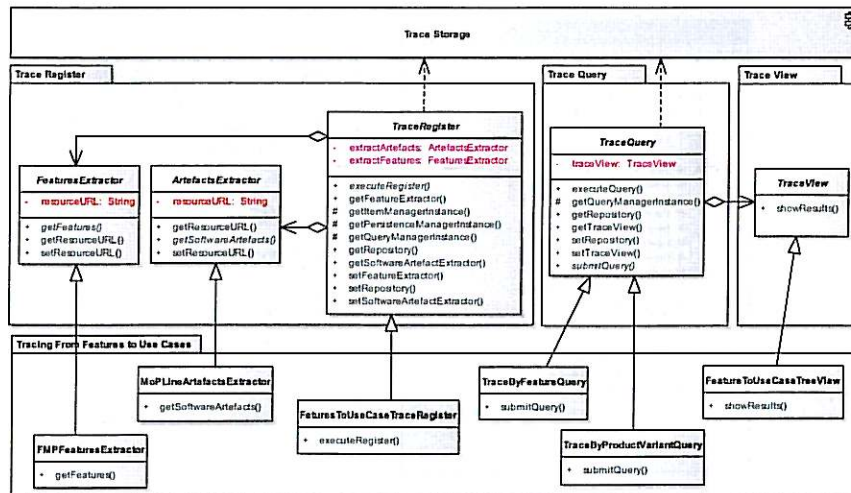 Trace Storage
Trace Register
Trace Query
Trace View
TraceRegister
- extractArtefacts: ArtefactsExtractor
- extractFeatures: FeaturesExtractor
+ executeRegister()
+ getFeatureExtractor()
# getItemManagerInstance()
# getPersistenceManagerInstance()
# getQueryManagerInstance()
+ getRepository()
+ getSoftwareArtefactExtractor()
+ setFeatureExtractor()
+ setRepository()
+ setSoftwareArtefactExtractor()
FeaturesExtractor
- resourceURL: String
+ getFeatures()
+ getResourceURL()
+ setResourceURL()
ArtefactsExtractor
- resourceURL: String
+ getResourceURL()
+ getSoftwareArtefacts()
+ setResourceURL()
TraceQuery
- traceView: TraceView
+ executeQuery()
# getQueryManagerInstance()
+ getRepository()
+ getTraceView()
+ setRepository()
+ setTraceView()
+ submitQuery()
TraceView
+ showResults()
Tracing From Features to Use Cases
MoPLineArtefactsExtractor
+ getSoftwareArtefacts()
FMPFeaturesExtractor
+ getFeatures()
FeturesToUseCaseTraceRegister
+ executeRegister()
TraceByFeatureQuery
+ submitQuery()
TraceByProductVariantQuery
+ submitQuery()
FeatureToUseCaseTreeView
+ showResults()